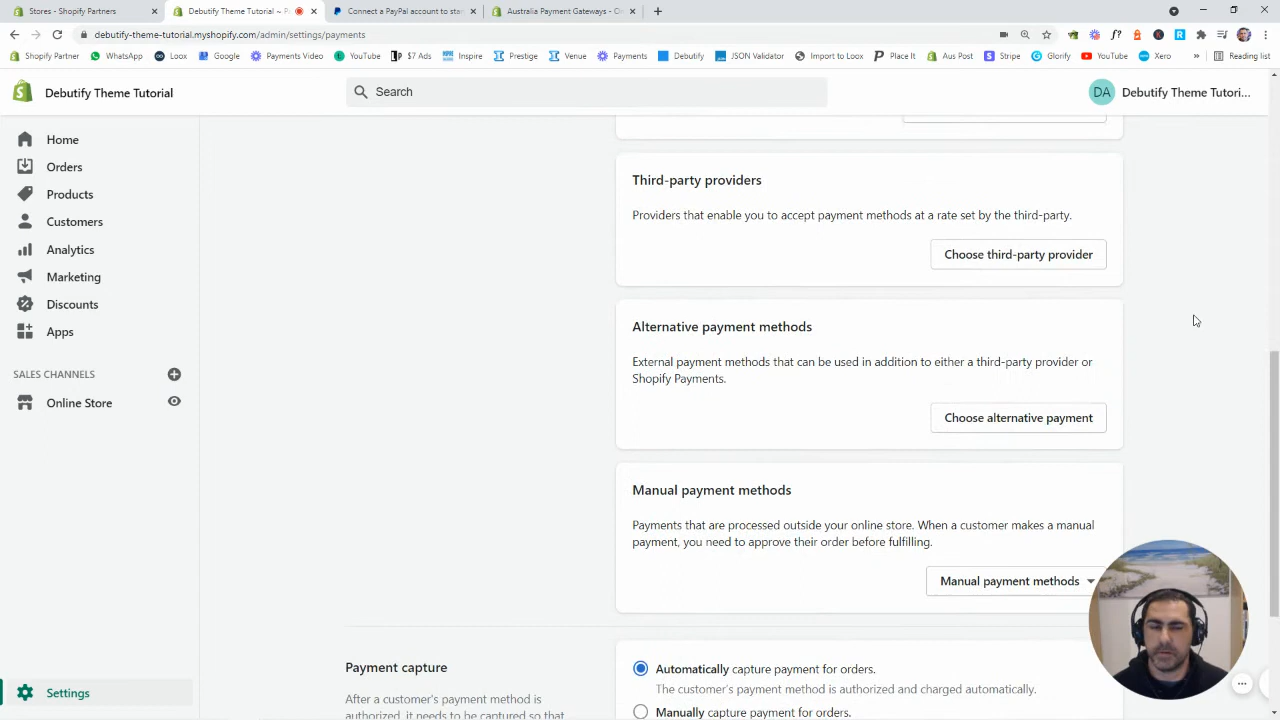 Stores - Shopify Partners
Debutify Theme Tutorial ~ P
Connect a PayPal account to sta
Australia Payment Gateways - C
debutify-theme-tutorial.myshopify.com/admin/settings/payments
Shopify Partner
WhatsApp
Loox
Google
Payments Video
YouTube
$7 Ads
Inspire
Prestige
Venue
Payments
Debutify
JSON Validator
Import to Loox
Place It
Aus Post
Stripe
Glorify
YouTube
Xero
»
Reading list
Debutify Theme Tutorial
Search
DA
Debutify Theme Tutori...
Home
Orders
Products
Customers
Analytics
Marketing
Discounts
Apps
SALES CHANNELS
Online Store
Settings
Third-party providers
Providers that enable you to accept payment methods at a rate set by the third-party.
Choose third-party provider
Alternative payment methods
External payment methods that can be used in addition to either a third-party provider or
Shopify Payments.
Choose alternative payment
Manual payment methods
Payments that are processed outside your online store. When a customer makes a manual
payment, you need to approve their order before fulfilling.
Manual payment methods
Payment capture
After a customer's payment method is
authorized, it needs to be captured so that
Automatically capture payment for orders.
The customer's payment method is authorized and charged automatically.
Manually capture payment for orders.